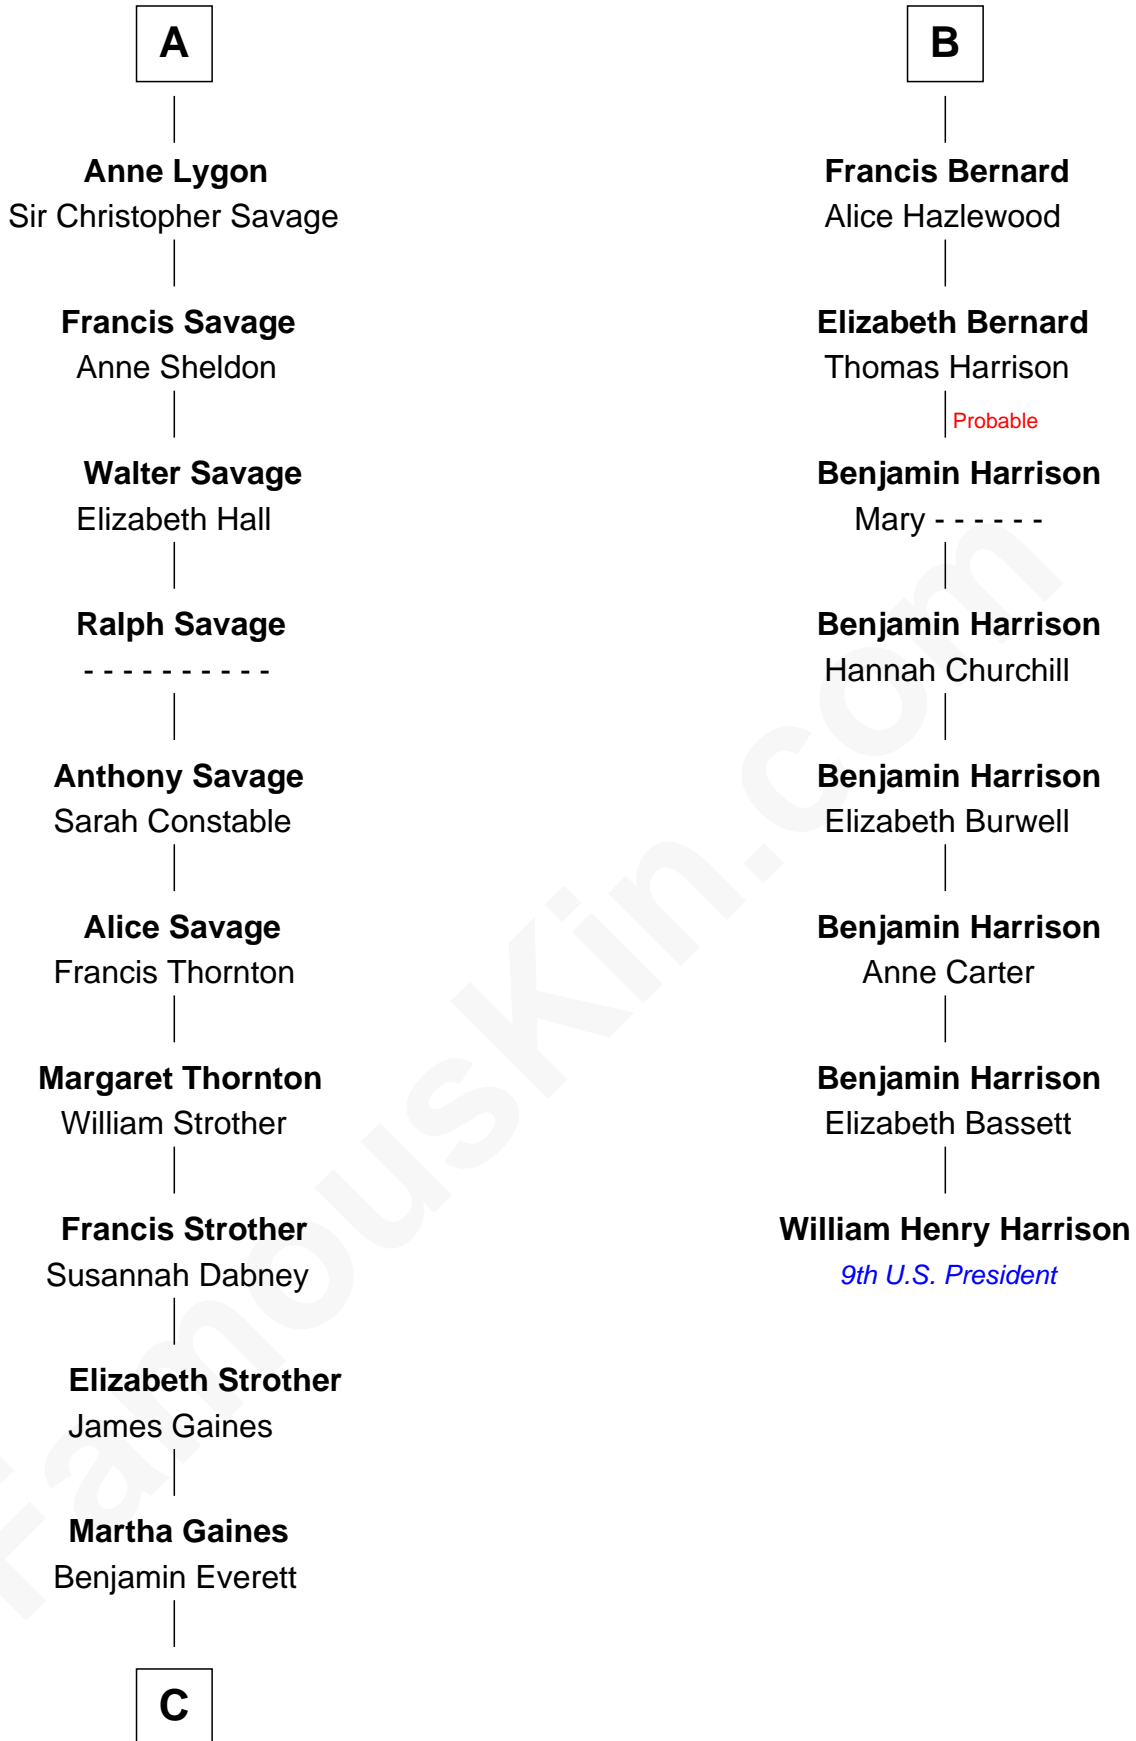 A
Anne Lygon
Sir Christopher Savage
Francis Savage
Anne Sheldon
Walter Savage
Elizabeth Hall
Ralph Savage
- - - - - - - - - -
Anthony Savage
Sarah Constable
Alice Savage
Francis Thornton
Margaret Thornton
William Strother
Francis Strother
Susannah Dabney
Elizabeth Strother
James Gaines
Martha Gaines
Benjamin Everett
C
B
Francis Bernard
Alice Hazlewood
Elizabeth Bernard
Thomas Harrison
Probable
Benjamin Harrison
Mary - - - - - -
Benjamin Harrison
Hannah Churchill
Benjamin Harrison
Elizabeth Burwell
Benjamin Harrison
Anne Carter
Benjamin Harrison
Elizabeth Bassett
William Henry Harrison
9th U.S. President
FamousKin.com